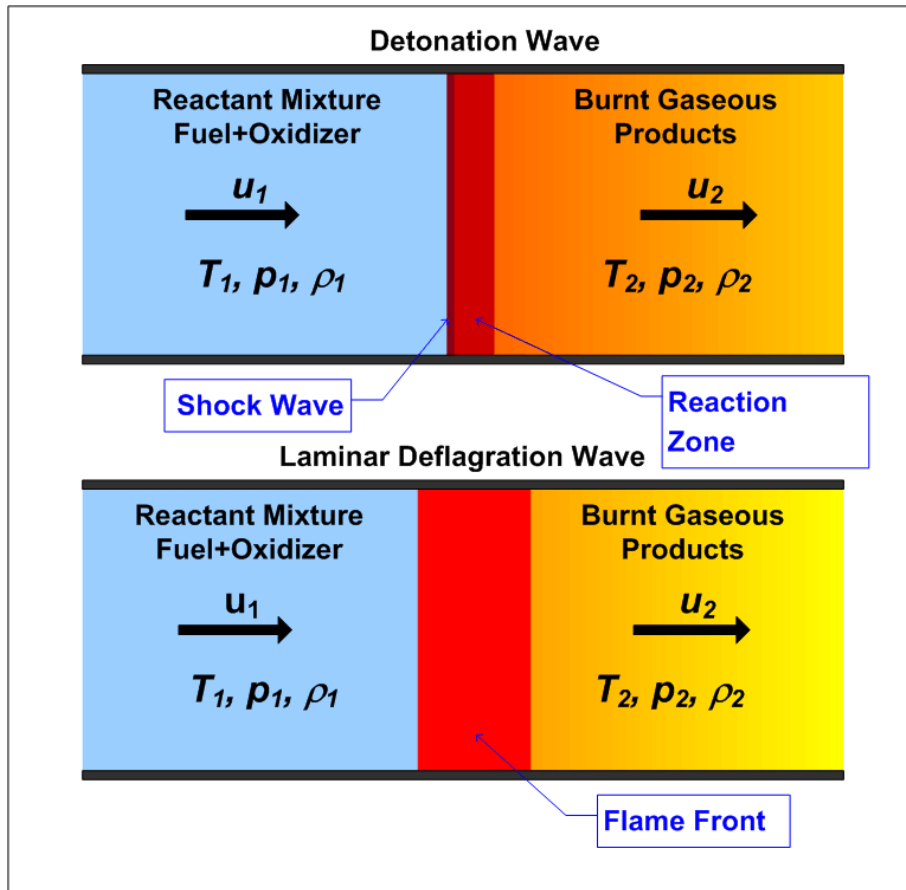 Detonation Wave
Reactant Mixture
Fuel+Oxidizer
Burnt Gaseous
Products
u₁
u₂
T₁, p₁, ρ₁
T₂, p₂, ρ₂
Shock Wave
Reaction
Zone
Laminar Deflagration Wave
Reactant Mixture
Fuel+Oxidizer
Burnt Gaseous
Products
u₁
u₂
T₁, p₁, ρ₁
T₂, p₂, ρ₂
Flame Front